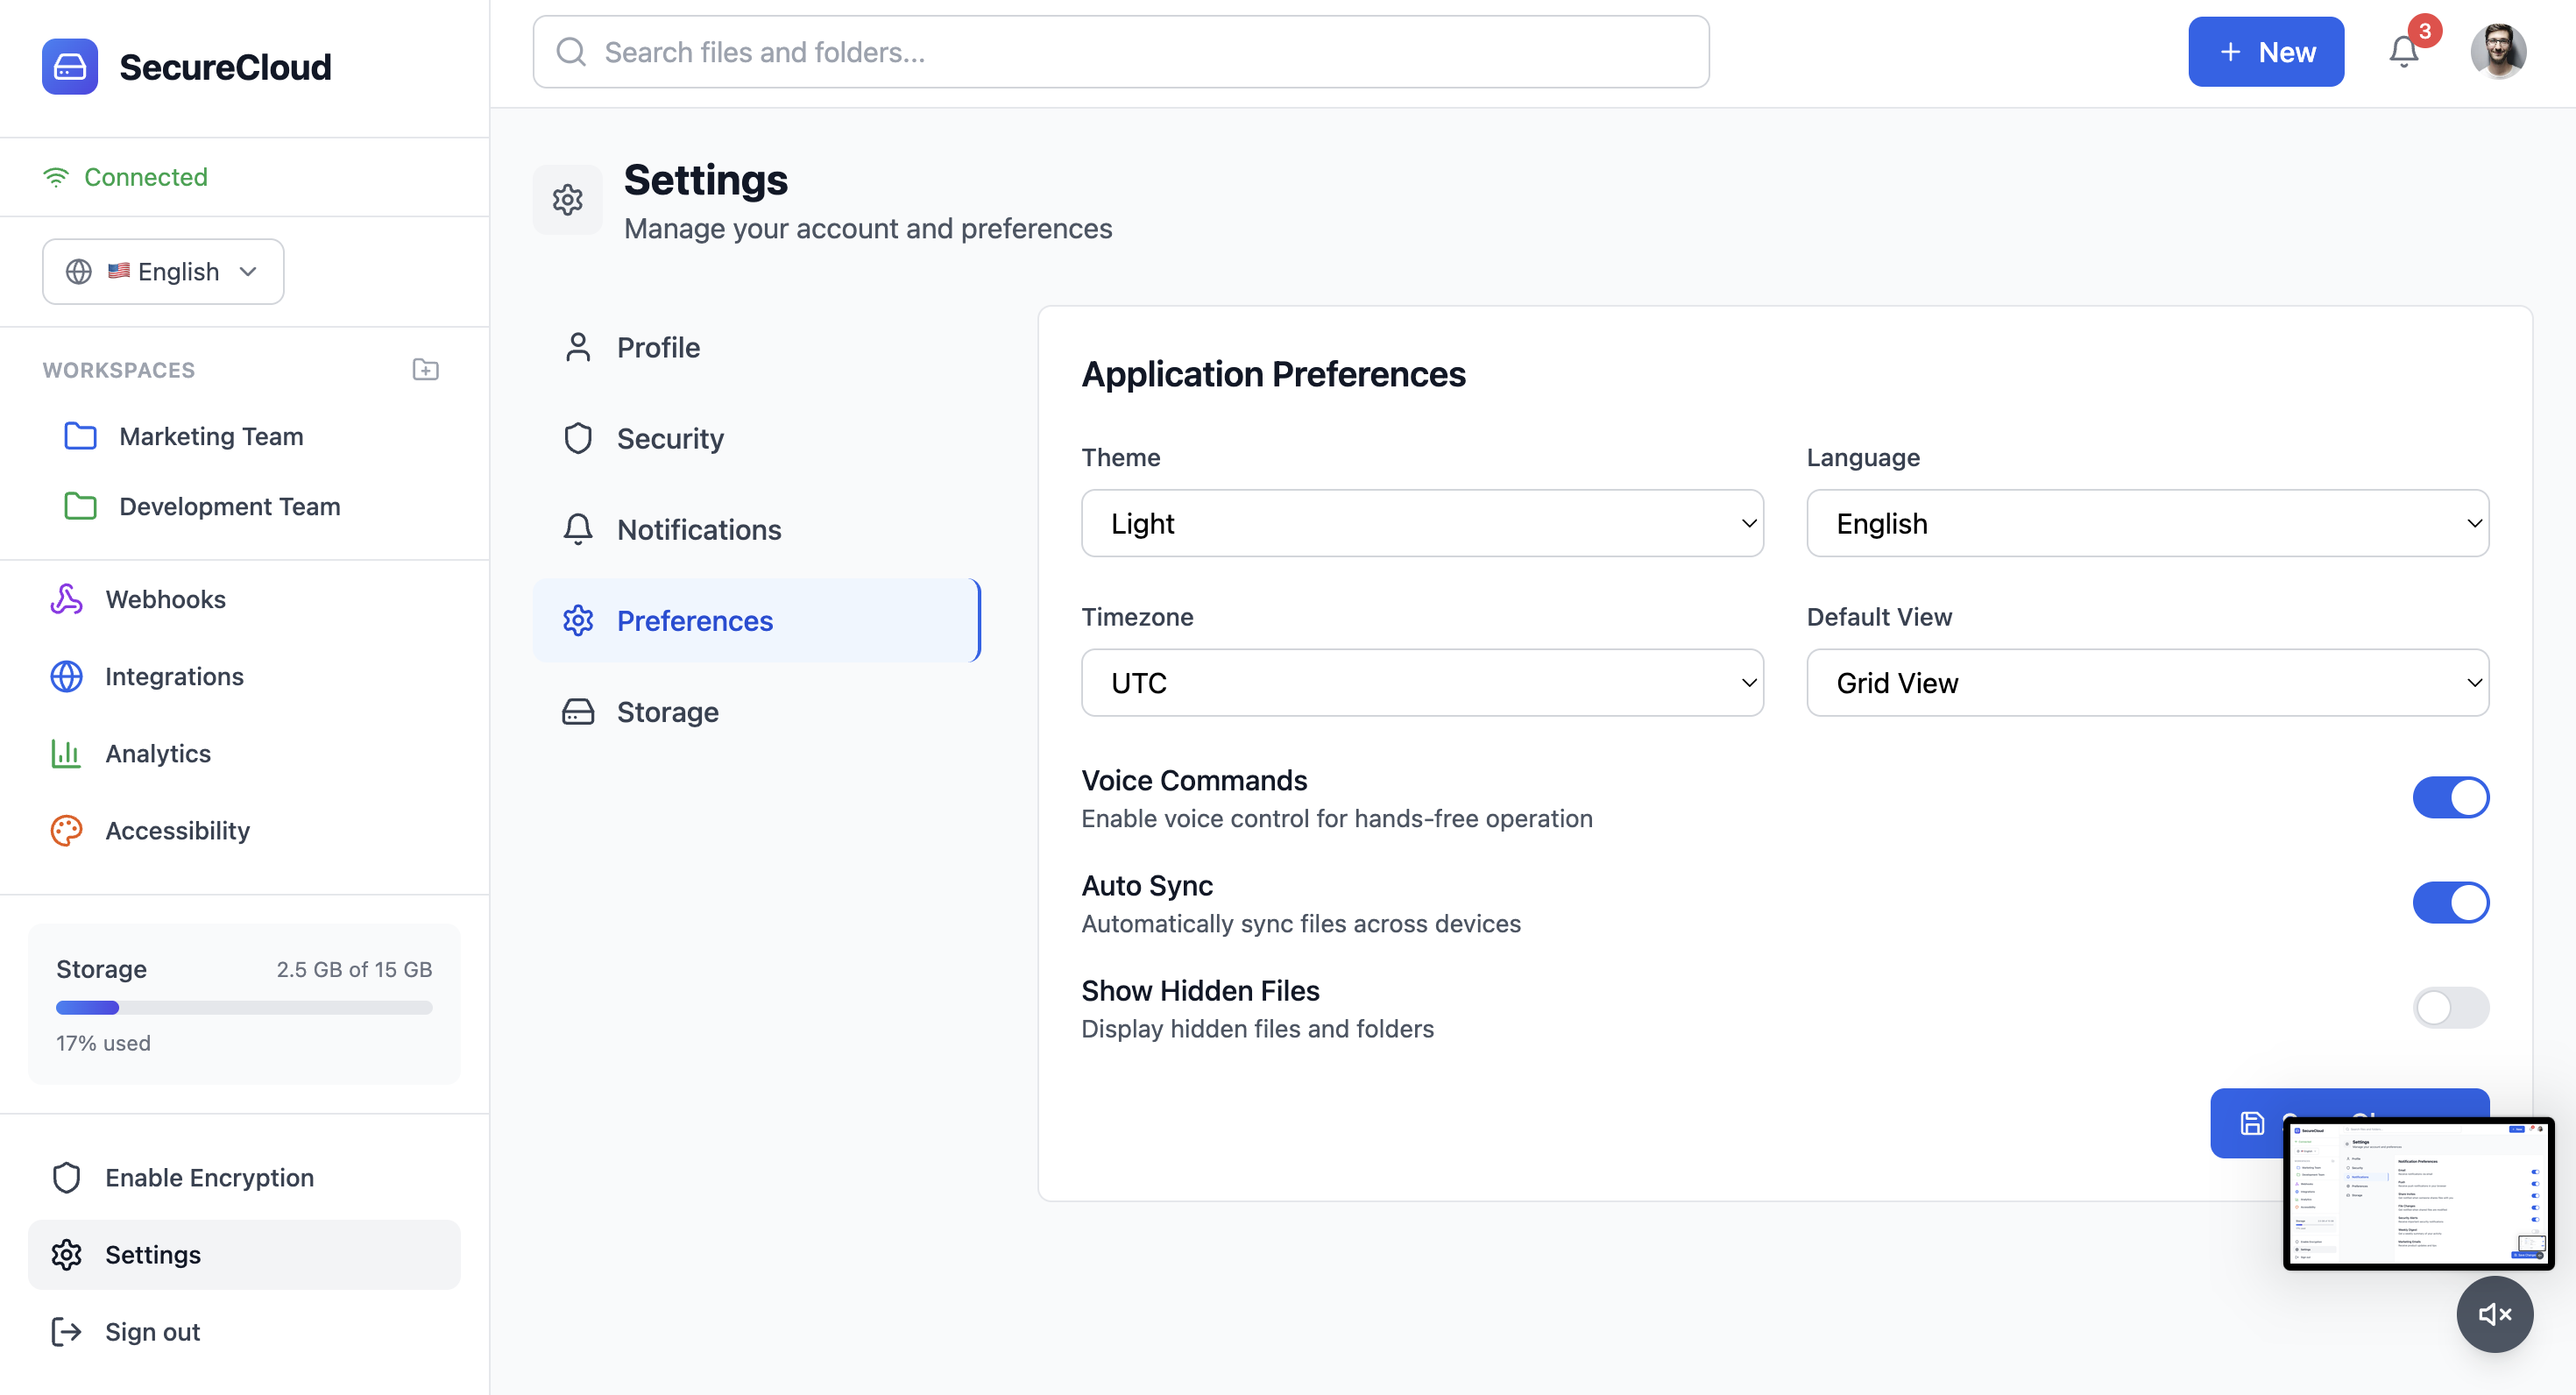 SecureCloud
Search files and folders...
New
3
Connected
English
WORKSPACES
Marketing Team
Development Team
Webhooks
Integrations
Analytics
Accessibility
Storage
2.5 GB of 15 GB
17% used
Enable Encryption
Settings
Sign out
Settings
Manage your account and preferences
Profile
Security
Notifications
Preferences
Storage
Application Preferences
Theme
Light
Language
English
Timezone
UTC
Default View
Grid View
Voice Commands
Enable voice control for hands-free operation
Auto Sync
Automatically sync files across devices
Show Hidden Files
Display hidden files and folders